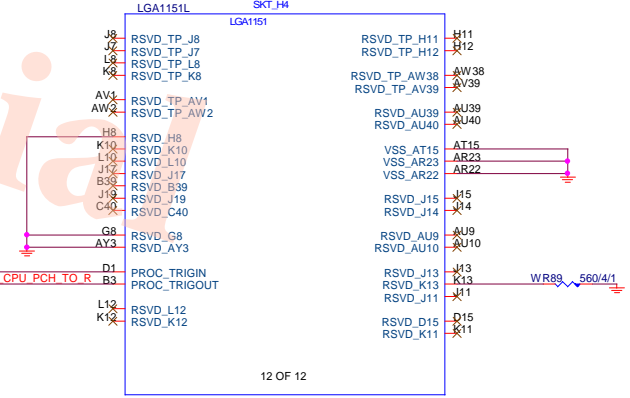 LGA1151L
SKT_H4
LGA1151
J8 RSVD_TP_J8
J7 RSVD_TP_J7
L8 RSVD_TP_L8
K8 RSVD_TP_K8
AV1 RSVD_TP_AV1
AW2 RSVD_TP_AW2
H8 RSVD_H8
K10 RSVD_K10
L10 RSVD_L10
J17 RSVD_J17
B39 RSVD_B39
J19 RSVD_J19
C40 RSVD_C40
G8 RSVD_G8
AY3 RSVD_AY3
D1 PROC_TRIGIN
CPU_PCH_TO_R B3 PROC_TRIGOUT
L12 RSVD_L12
K12 RSVD_K12
RSVD_TP_H11 H11
RSVD_TP_H12 H12
RSVD_TP_AW38 AW38
RSVD_TP_AV39 AV39
RSVD_AU39 AU39
RSVD_AU40 AU40
VSS_AT15 AT15
VSS_AR23 AR23
VSS_AR22 AR22
RSVD_J15 J15
RSVD_J14 J14
RSVD_AU9 AU9
RSVD_AU10 AU10
RSVD_J13 J13
RSVD_K13 K13 WR89 560/4/1
RSVD_J11 J11
RSVD_D15 D15
RSVD_K11 K11
12 OF 12
ial